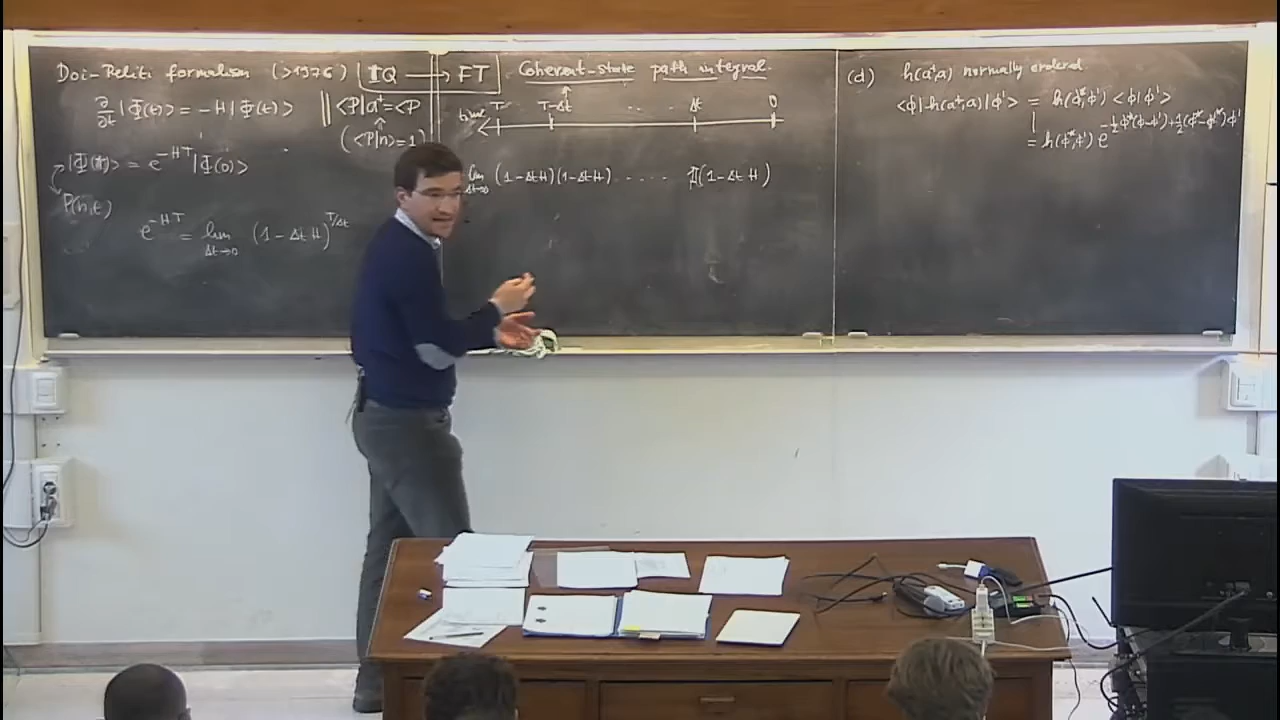 Doi-Peliti formalism (>1976) IQ → FT
∂/∂t |Φ(t)> = -H|Φ(t)> || <P|a⁺=<P
(<P|n>=1)
|Φ(T)> = e^{-HT} |Φ(0)>
P(n,t)
e^{-HT} = lim_{Δt→0} (1-Δt H)^{T/Δt}
Coherent-state path integral.
time T T-Δt .. . Δt 0
lim_{Δt→0} (1-ΔtH)(1-ΔtH) . . . . . 𝟙(1-Δt H)
(d) h(a⁺,a) normally ordered
<φ|h(a⁺,a)|φ'> = h(φ*,φ') <φ|φ'>
= h(φ*,φ') e^{-½φ*(φ-φ')+½(φ*-φ'*)φ'}